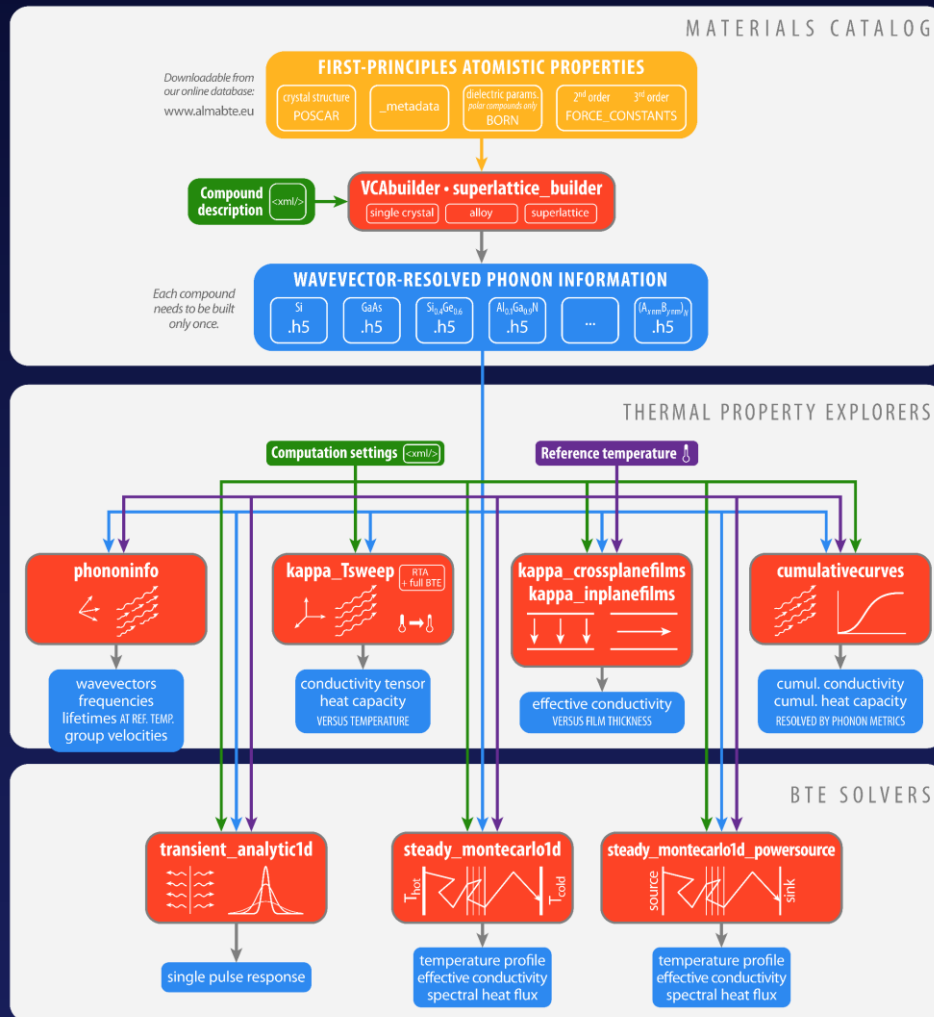 MATERIALS CATALOG
Downloadable from
our online database:
www.almabte.eu
FIRST-PRINCIPLES ATOMISTIC PROPERTIES
crystal structure
POSCAR
_metadata
dielectric params.
polar compounds only
BORN
2nd order 3rd order
FORCE_CONSTANTS
Compound
description
<xml/>
VCAbuilder • superlattice_builder
single crystal
alloy
superlattice
Each compound
needs to be built
only once.
WAVEVECTOR-RESOLVED PHONON INFORMATION
Si
.h5
GaAs
.h5
Si0.4Ge0.6
.h5
Al0.1Ga0.9N
.h5
...
(Ax nmBy nm)N
.h5
THERMAL PROPERTY EXPLORERS
Computation settings <xml/>
Reference temperature
phononinfo
kappa_Tsweep
RTA
+ full BTE
kappa_crossplanefilms
kappa_inplanefilms
cumulativecurves
wavevectors
frequencies
lifetimes AT REF. TEMP.
group velocities
conductivity tensor
heat capacity
VERSUS TEMPERATURE
effective conductivity
VERSUS FILM THICKNESS
cumul. conductivity
cumul. heat capacity
RESOLVED BY PHONON METRICS
BTE SOLVERS
transient_analytic1d
steady_montecarlo1d
Thot
Tcold
steady_montecarlo1d_powersource
source
sink
single pulse response
temperature profile
effective conductivity
spectral heat flux
temperature profile
effective conductivity
spectral heat flux